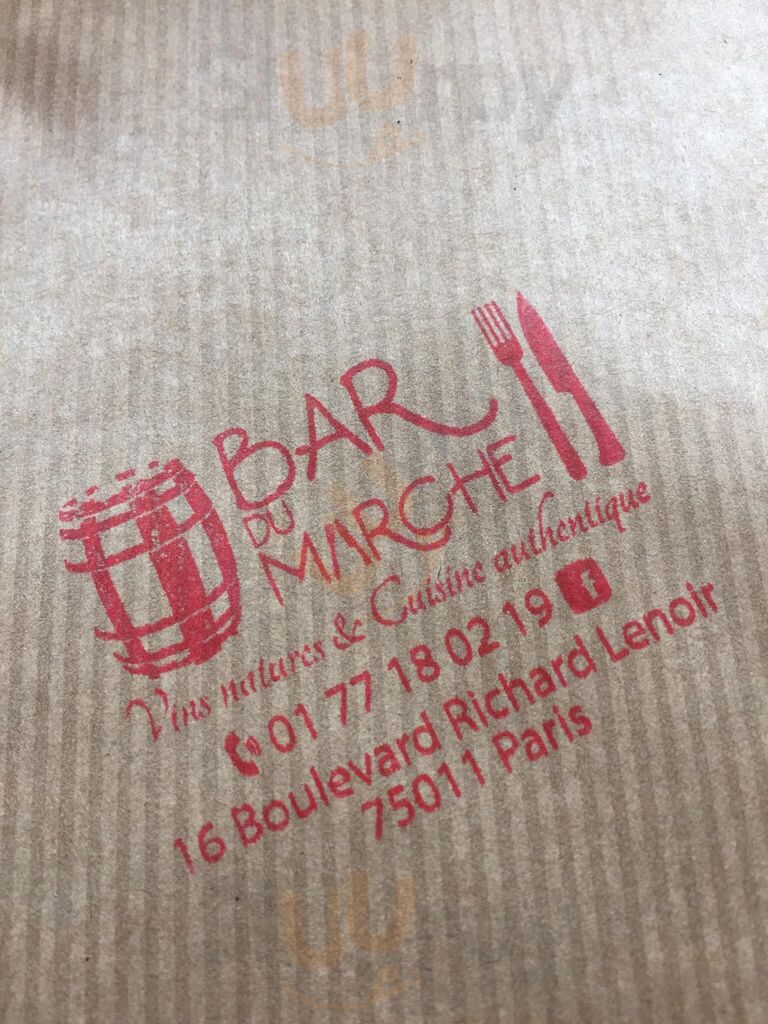 BAR
DU
MARCHE
Vins natures & Cuisine authentique
01 77 18 02 19 f
16 Boulevard Richard Lenoir
75011 Paris